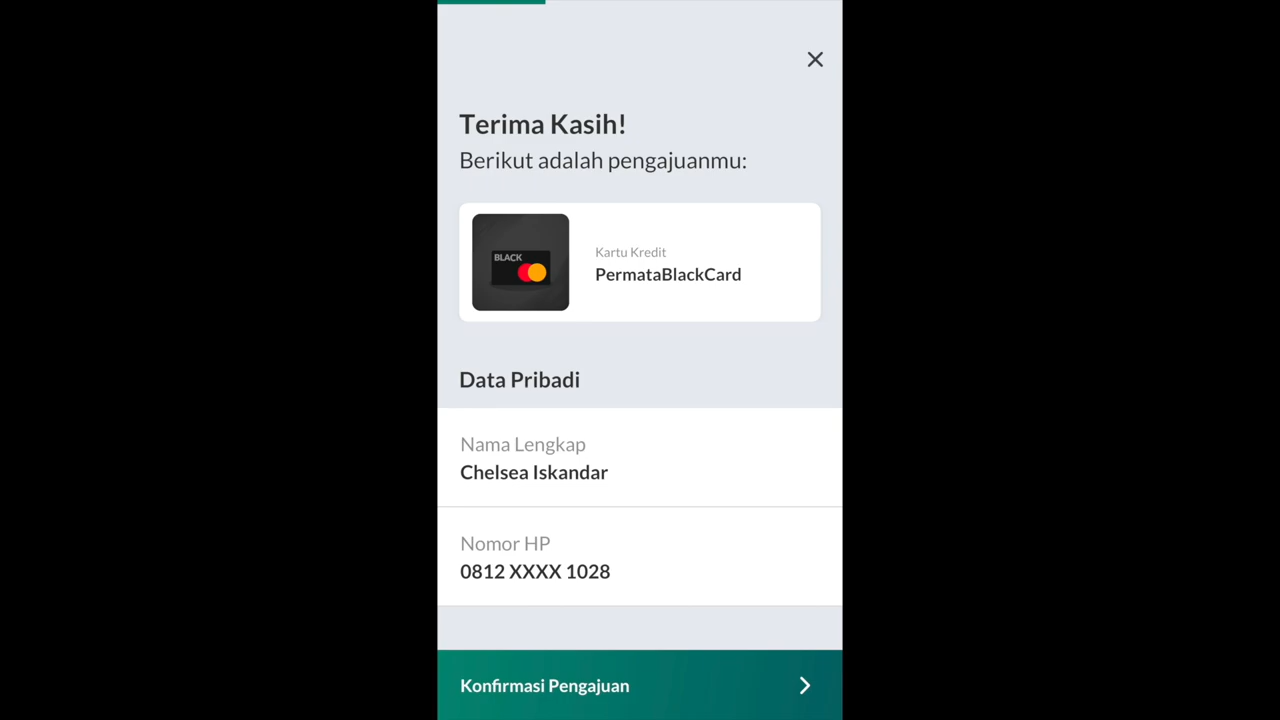 Terima Kasih!
Berikut adalah pengajuanmu:
BLACK
Kartu Kredit
PermataBlackCard
Data Pribadi
Nama Lengkap
Chelsea Iskandar
Nomor HP
0812 XXXX 1028
Konfirmasi Pengajuan